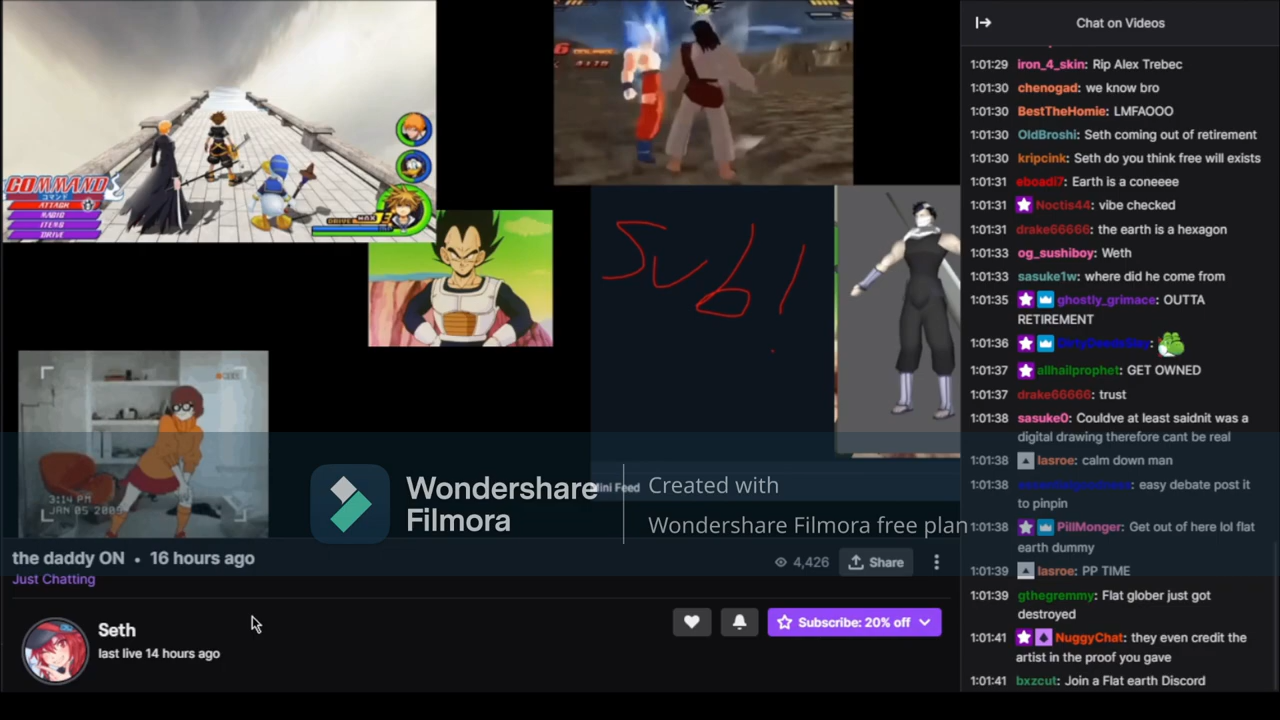 COMMAND
コマンド
ATTACK
MAGIC
ITEMS
DRIVE
DRIVE MAX
Sub1
3:14 PM
JAN 05 2009
Mini Feed
Wondershare
Filmora
Created with
Wondershare Filmora free plan
the daddy ON • 16 hours ago
4,426
Share
Just Chatting
Seth
last live 14 hours ago
Subscribe: 20% off
Chat on Videos
1:01:29 iron_4_skin: Rip Alex Trebec
1:01:30 chenogad: we know bro
1:01:30 BestTheHomie: LMFAOOO
1:01:30 OldBroshi: Seth coming out of retirement
1:01:30 kripcink: Seth do you think free will exists
1:01:31 eboadi7: Earth is a coneeee
1:01:31 Noctis44: vibe checked
1:01:31 drake66666: the earth is a hexagon
1:01:33 og_sushiboy: Weth
1:01:33 sasuke1w: where did he come from
1:01:35 ghostly_grimace: OUTTA
RETIREMENT
1:01:36
1:01:37 allhailprophet: GET OWNED
1:01:37 drake66666: trust
1:01:38 sasuke0: Couldve at least saidnit was a
digital drawing therefore cant be real
1:01:38 lasroe: calm down man
1:01:38 easy debate post it
to pinpin
1:01:38 PillMonger: Get out of here lol flat
earth dummy
1:01:39 lasroe: PP TIME
1:01:39 gthegremmy: Flat glober just got
destroyed
1:01:41 NuggyChat: they even credit the
artist in the proof you gave
1:01:41 bxzcut: Join a Flat earth Discord